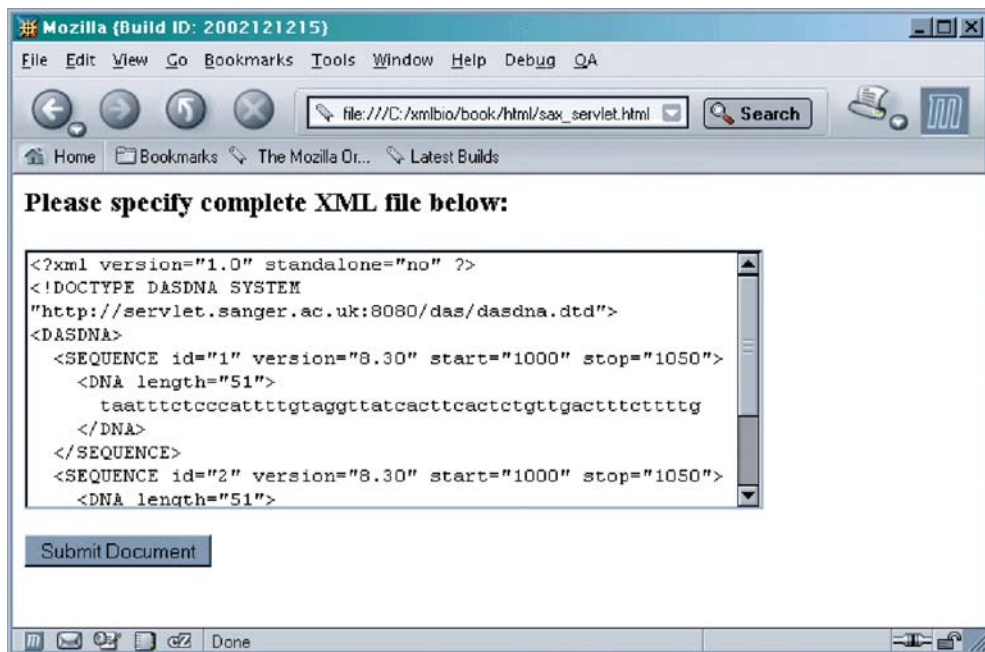 Mozilla {Build ID: 2002121215}
File Edit View Go Bookmarks Tools Window Help Debug QA
file:///C:/xmlbio/book/html/sax_servlet.html Search
Home Bookmarks The Mozilla Or... Latest Builds
Please specify complete XML file below:
<?xml version="1.0" standalone="no" ?>
<!DOCTYPE DASDNA SYSTEM
"http://servlet.sanger.ac.uk:8080/das/dasdna.dtd">
<DASDNA>
<SEQUENCE id="1" version="8.30" start="1000" stop="1050">
<DNA length="51">
taatttctcccattttgtaggttatcacttcactctgttgactttcttttg
</DNA>
</SEQUENCE>
<SEQUENCE id="2" version="8.30" start="1000" stop="1050">
<DNA length="51">
Submit Document
Done